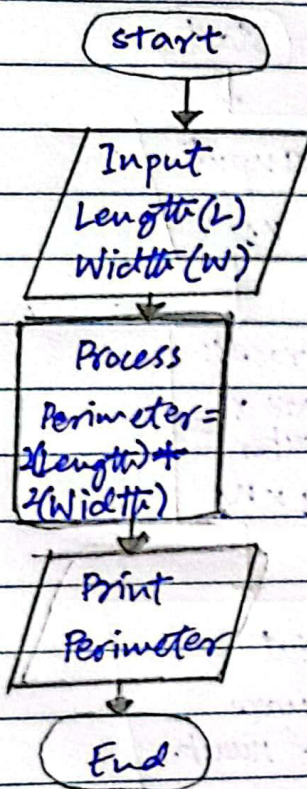 start
Input
Length(L)
Width(W)
Process
Perimeter=
2(Length)+
2(Width)
Print
Perimeter
End